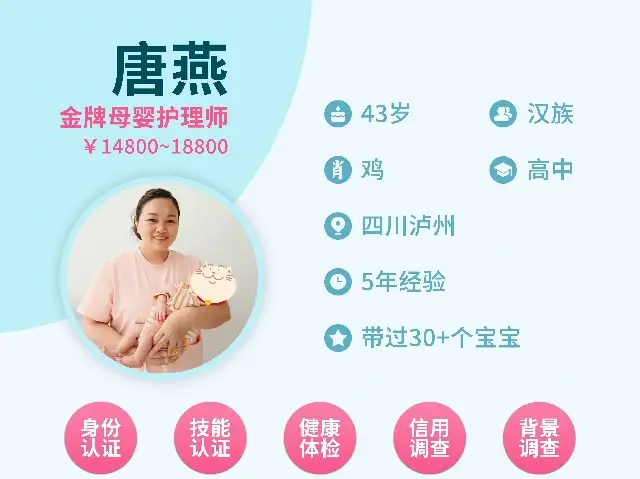 唐燕
金牌母婴护理师
￥14800~18800
43岁
汉族
肖
鸡
高中
四川泸州
5年经验
带过30+个宝宝
身份
认证
技能
认证
健康
体检
信用
调查
背景
调查